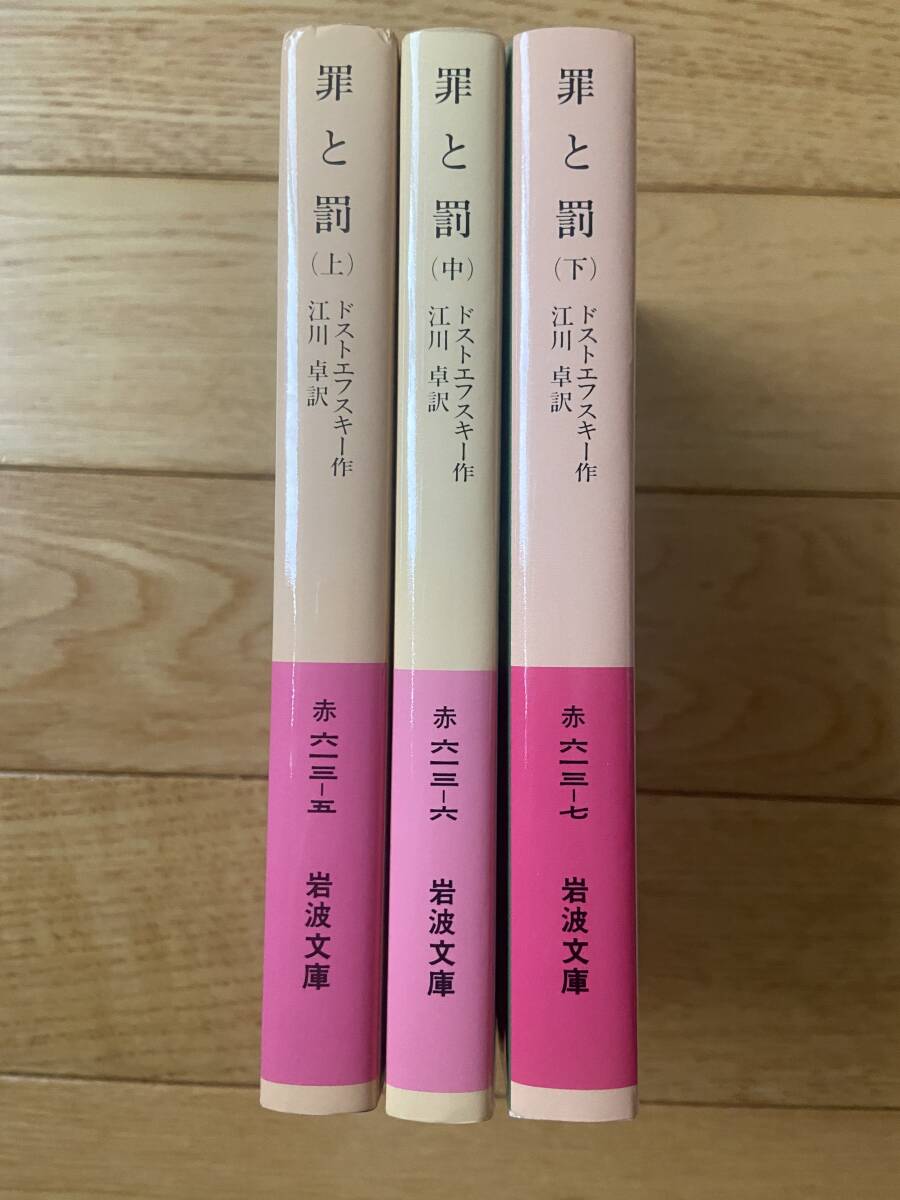 罪と罰
(上)
ドストエフスキー作
江川 卓訳
赤 六一三-五
岩波文庫
罪と罰
(中)
ドストエフスキー作
江川 卓訳
赤 六一三-六
岩波文庫
罪と罰
(下)
ドストエフスキー作
江川 卓訳
赤 六一三-七
岩波文庫